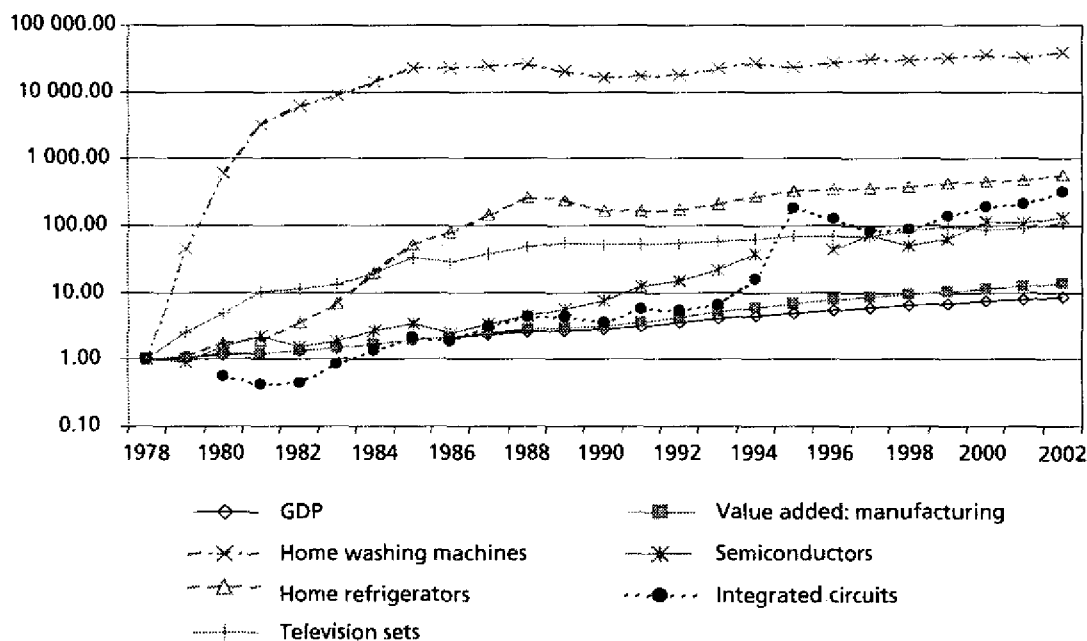 100 000.00
10 000.00
1 000.00
100.00
10.00
1.00
0.10
1978 1980 1982 1984 1986 1988 1990 1992 1994 1996 1998 2000 2002
GDP
Value added: manufacturing
Home washing machines
Semiconductors
Home refrigerators
Integrated circuits
Television sets